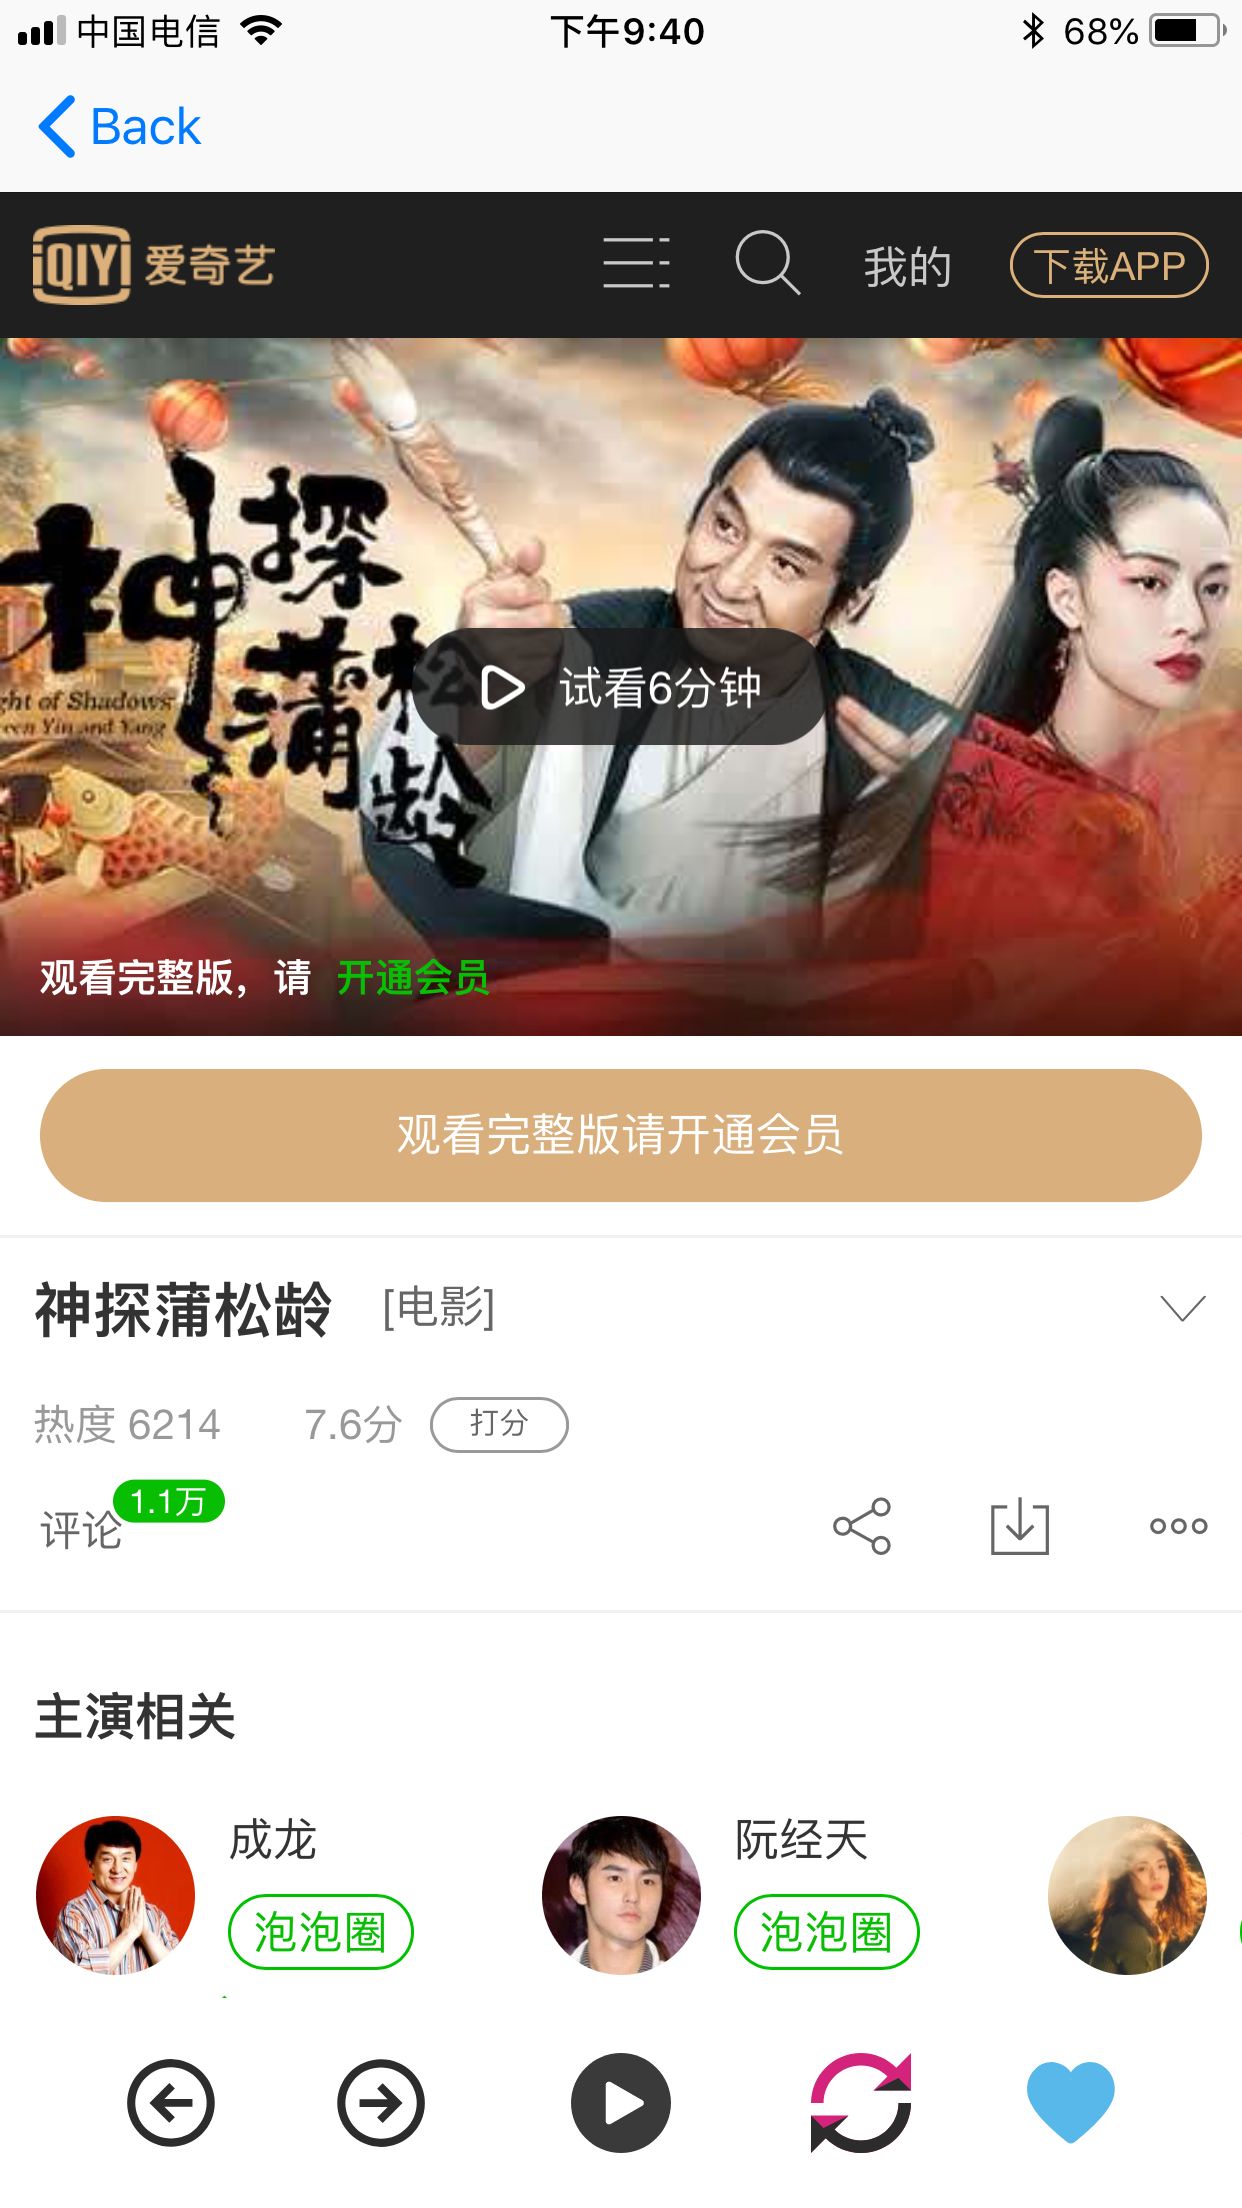 中国电信 下午9:40 68%
Back
iQIYI 爱奇艺 我的 下载APP
神探蒲松龄
ght of Shadows
een Yin and Yang
试看6分钟
观看完整版，请 开通会员
观看完整版请开通会员
神探蒲松龄 [电影]
热度 6214 7.6分 打分
评论 1.1万
主演相关
成龙 阮经天
泡泡圈 泡泡圈